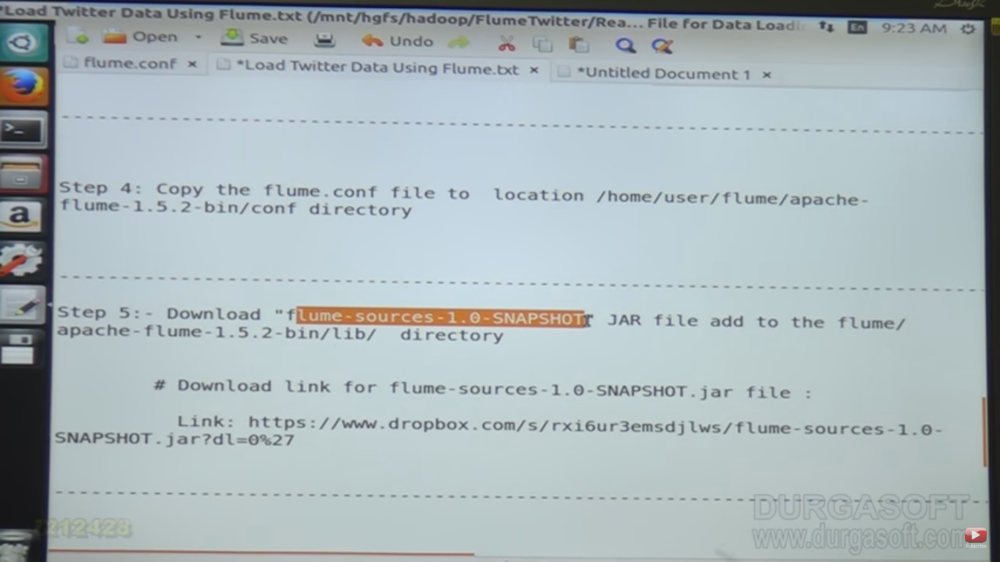 *Load Twitter Data Using Flume.txt (/mnt/hgfs/hadoop/FlumeTwitter/Rea... File for Data Loadi
En 9:23 AM
Open Save Undo
flume.conf × *Load Twitter Data Using Flume.txt × *Untitled Document 1 ×
Step 4: Copy the flume.conf file to location /home/user/flume/apache-
flume-1.5.2-bin/conf directory
Step 5:- Download "flume-sources-1.0-SNAPSHOT" JAR file add to the flume/
apache-flume-1.5.2-bin/lib/ directory
# Download link for flume-sources-1.0-SNAPSHOT.jar file :
Link: https://www.dropbox.com/s/rxi6ur3emsdjlws/flume-sources-1.0-
SNAPSHOT.jar?dl=0%27
7212428
DURGASOFT
www.durgasoft.com
Subscribe